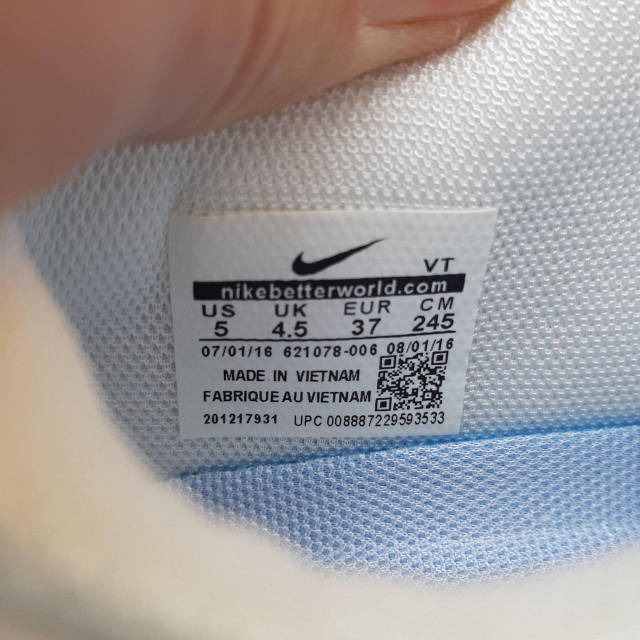 VT
nikebetterworld.com
US UK EUR CM
5 4.5 37 245
07/01/16 621078-006 08/01/16
MADE IN VIETNAM
FABRIQUE AU VIETNAM
201217931 UPC 008887229593533